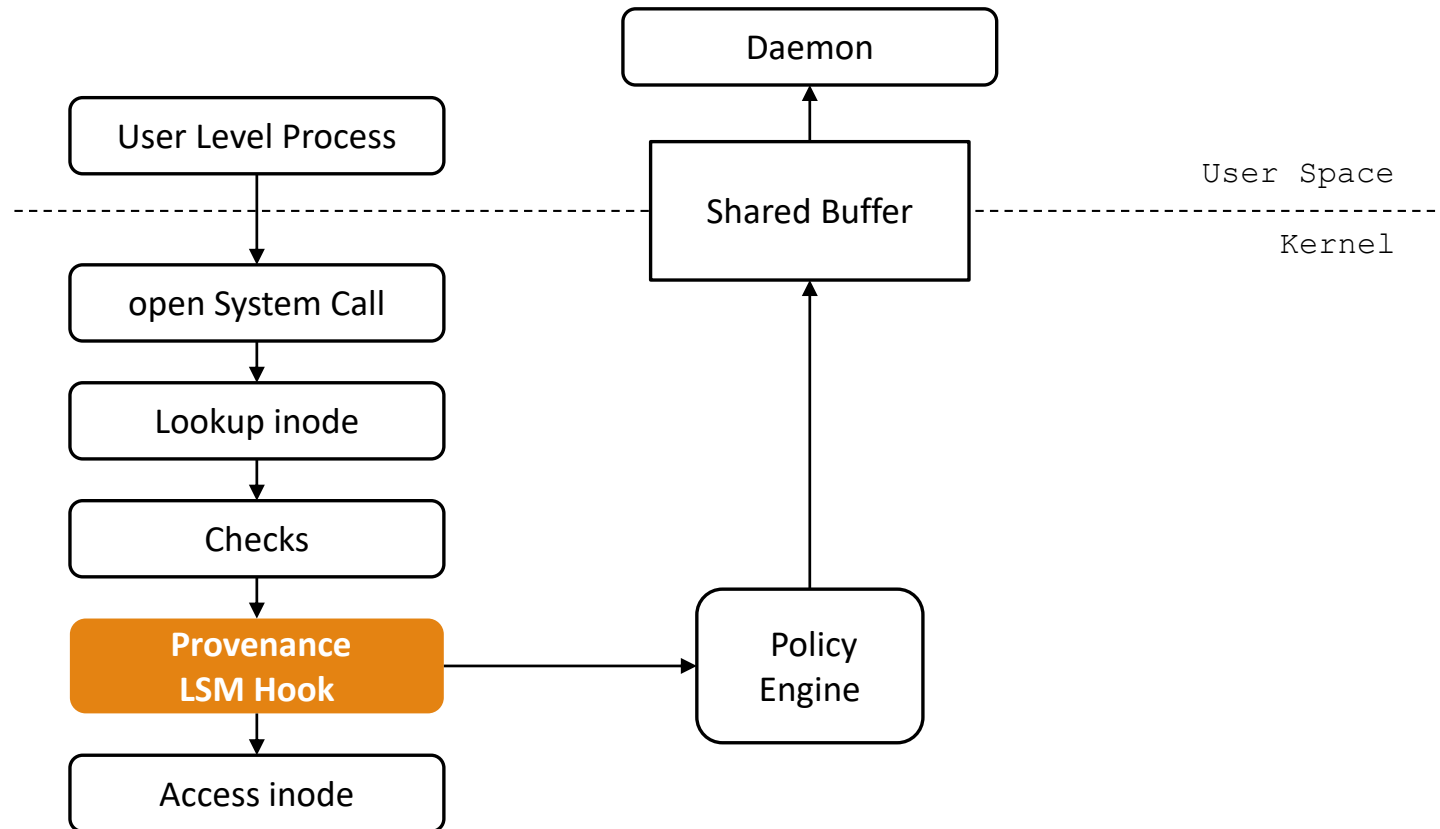 Daemon
User Level Process
User Space
Shared Buffer
Kernel
open System Call
Lookup inode
Checks
Provenance
LSM Hook
Policy
Engine
Access inode